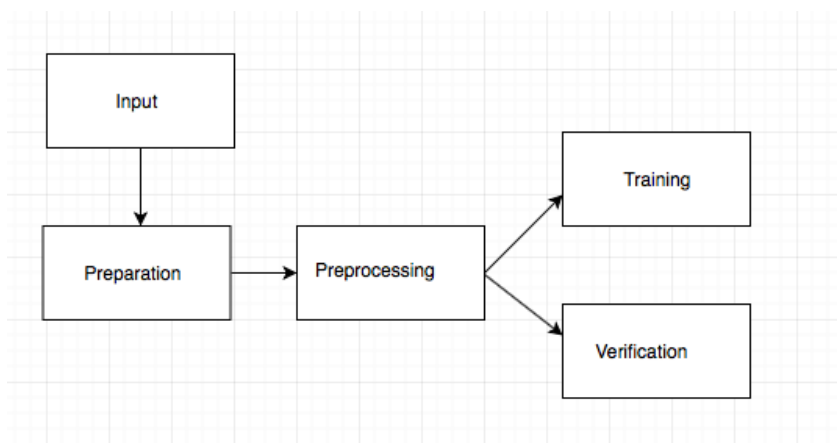 Input
Preparation
Preprocessing
Training
Verification